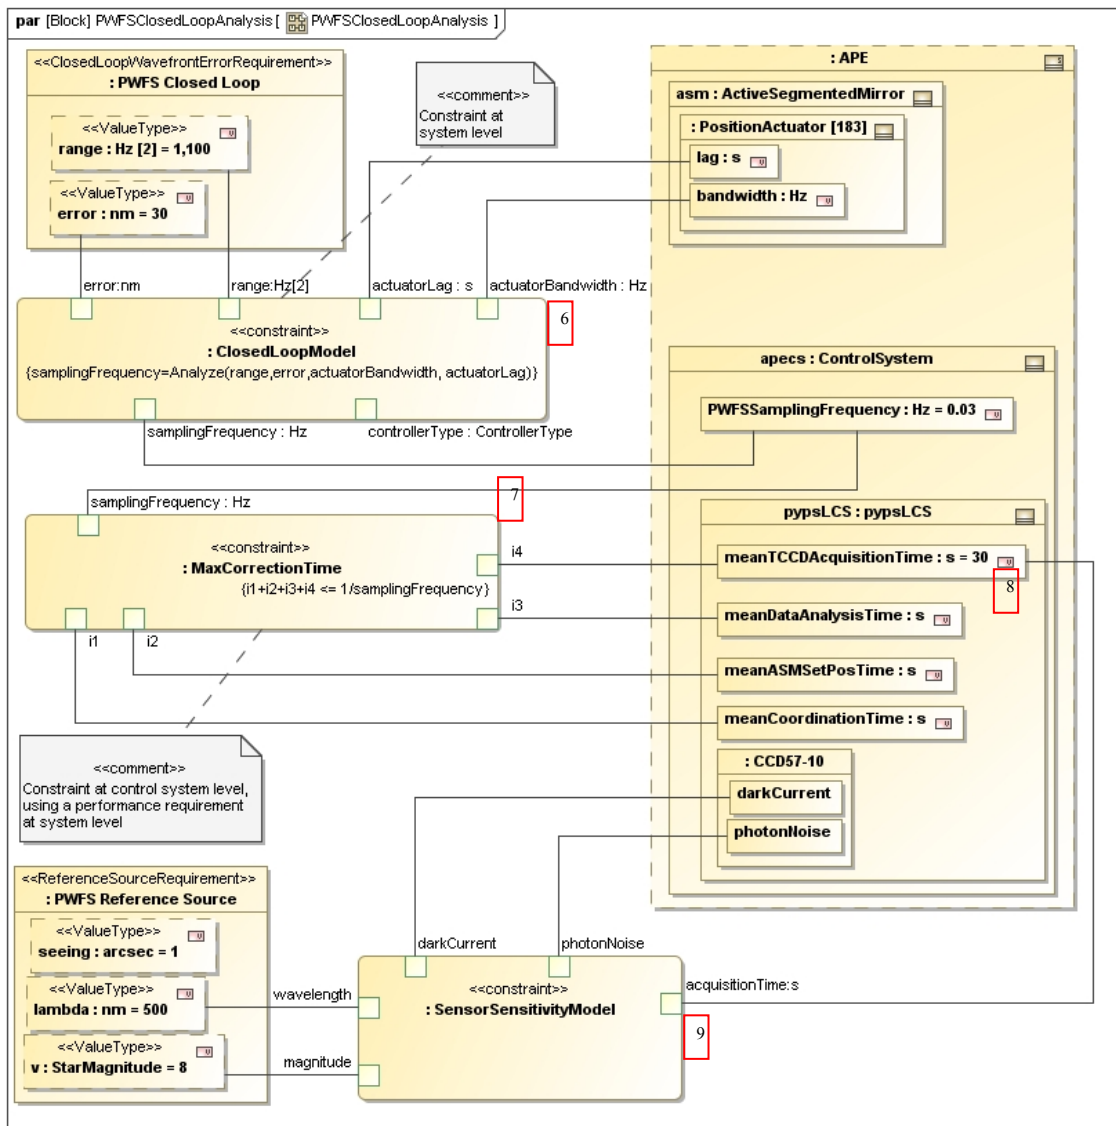 par [Block] PWFSClosedLoopAnalysis [ PWFSClosedLoopAnalysis ]
<<ClosedLoopWavefrontErrorRequirement>>
: PWFS Closed Loop
<<ValueType>>
range : Hz [2] = 1,100
<<ValueType>>
error : nm = 30
<<comment>>
Constraint at
system level
: APE
asm : ActiveSegmentedMirror
: PositionActuator [183]
lag : s
bandwidth : Hz
error:nm
range:Hz[2]
actuatorLag : s
actuatorBandwidth : Hz
6
<<constraint>>
: ClosedLoopModel
{samplingFrequency=Analyze(range,error,actuatorBandwidth, actuatorLag)}
samplingFrequency : Hz
controllerType : ControllerType
apecs : ControlSystem
PWFSSamplingFrequency : Hz = 0.03
7
samplingFrequency : Hz
<<constraint>>
: MaxCorrectionTime
{i1+i2+i3+i4 <= 1/samplingFrequency}
i4
i3
i1
i2
pypsLCS : pypsLCS
meanTCCDAcquisitionTime : s = 30
8
meanDataAnalysisTime : s
meanASMSetPosTime : s
meanCoordinationTime : s
: CCD57-10
darkCurrent
photonNoise
<<comment>>
Constraint at control system level,
using a performance requirement
at system level
<<ReferenceSourceRequirement>>
: PWFS Reference Source
<<ValueType>>
seeing : arcsec = 1
<<ValueType>>
lambda : nm = 500
<<ValueType>>
v : StarMagnitude = 8
darkCurrent
photonNoise
wavelength
magnitude
<<constraint>>
: SensorSensitivityModel
acquisitionTime:s
9